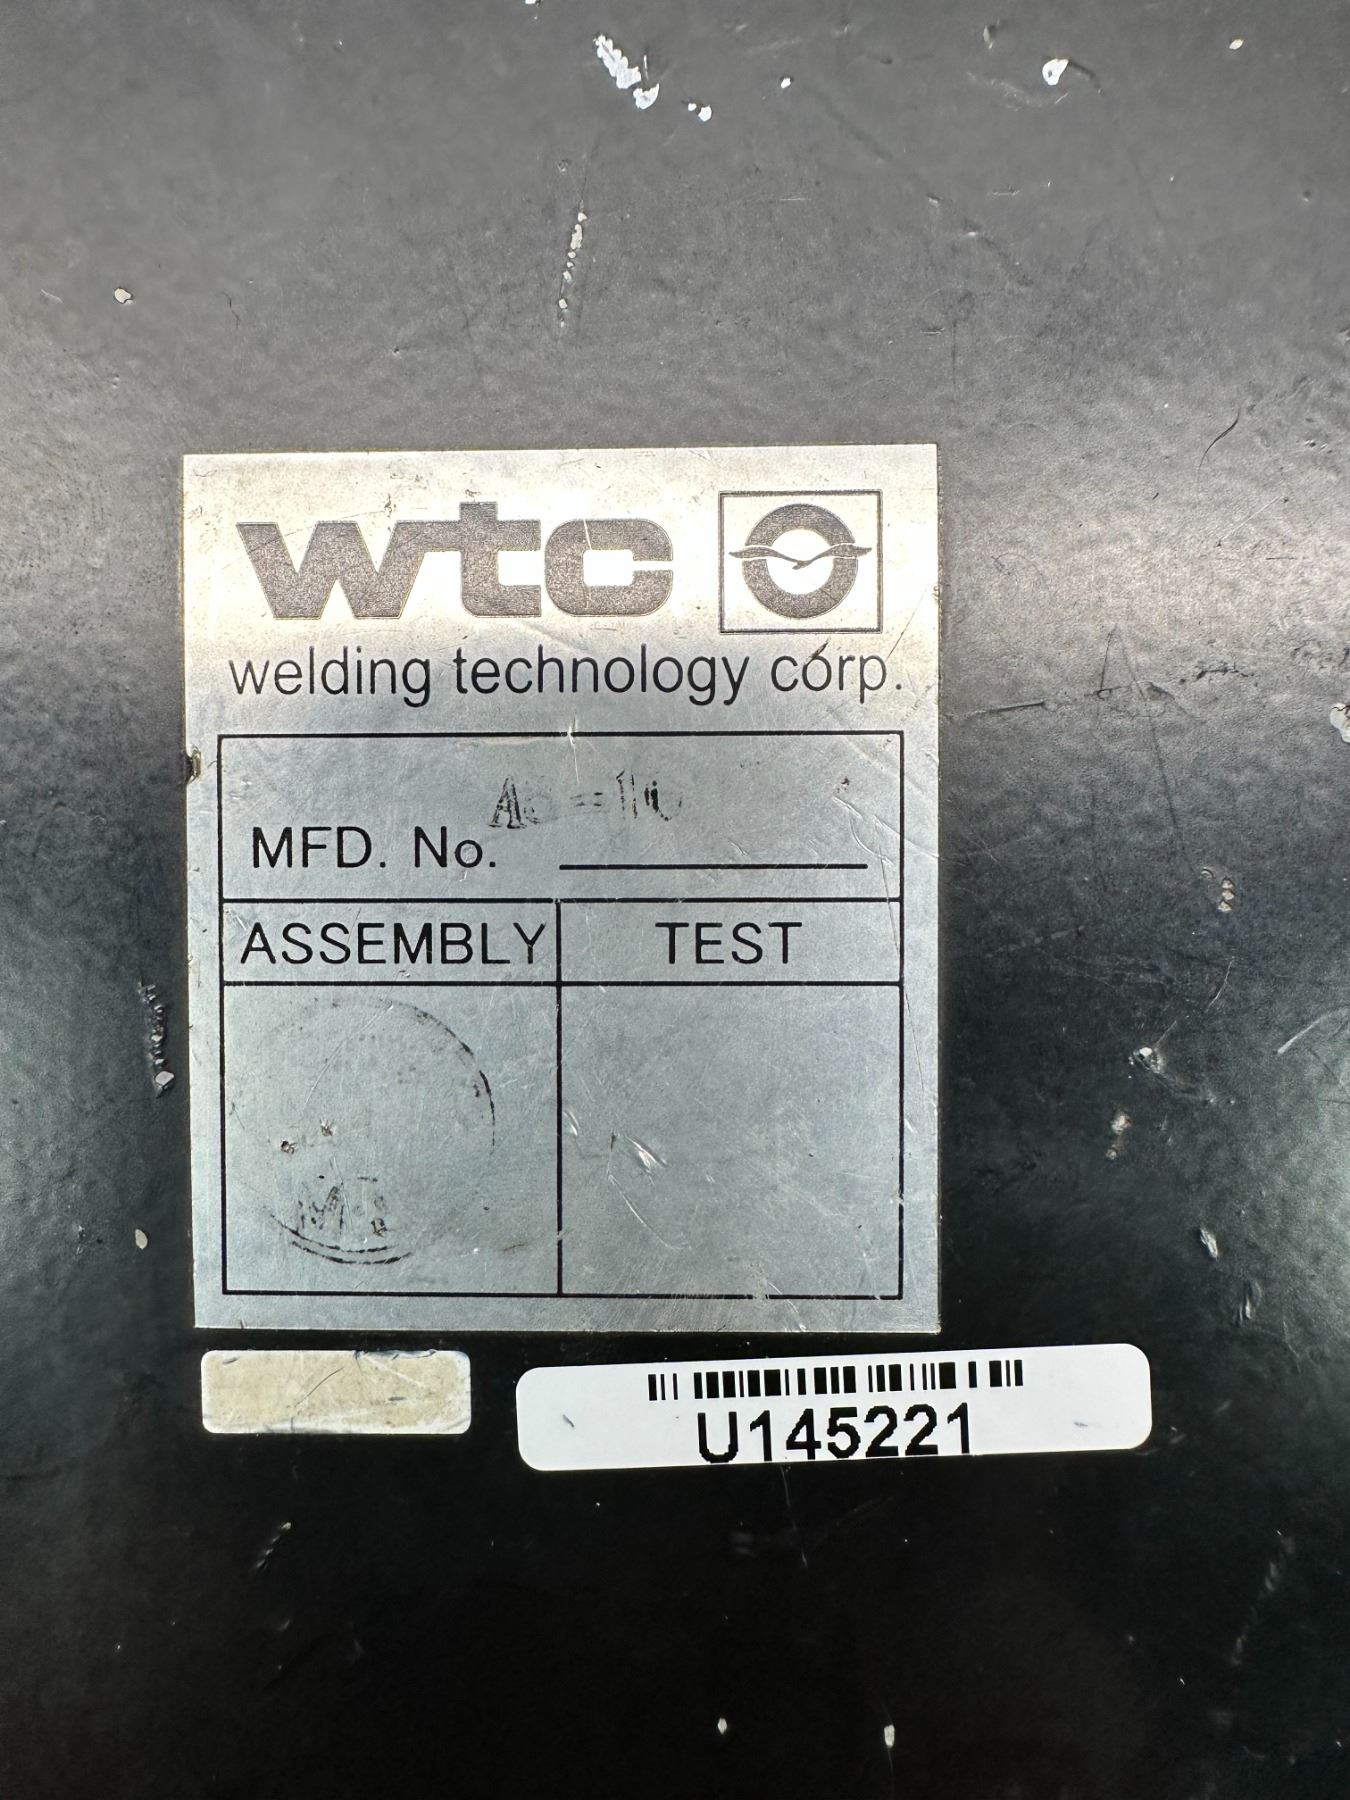 wtc
welding technology corp.
MFD. No.
ASSEMBLY TEST
U145221